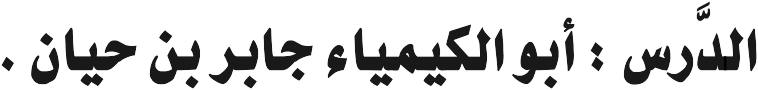 الدَّرس : أبو الكيمياء جابر بن حيان .